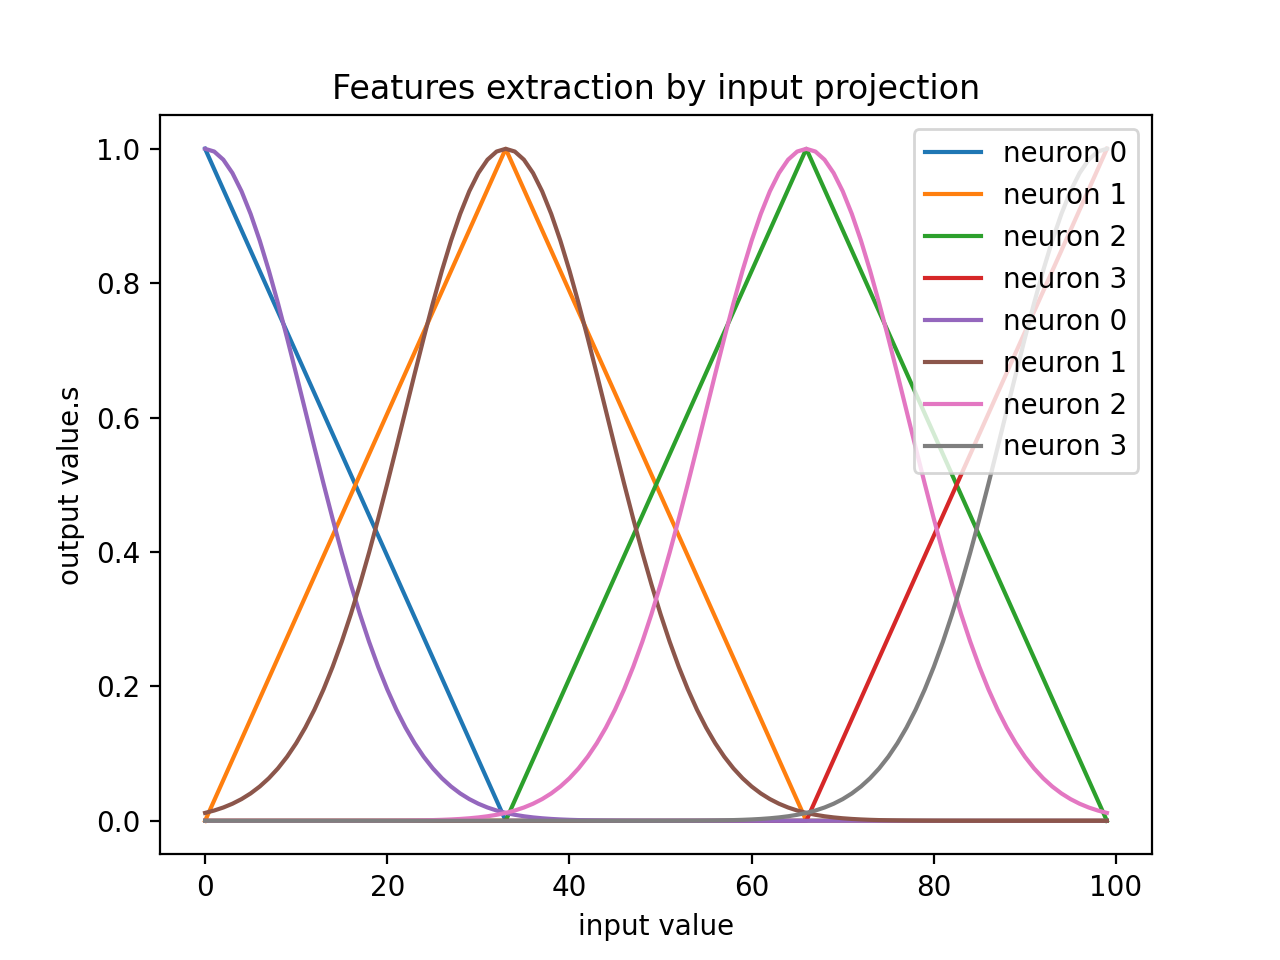 Features extraction by input projection
1.0
0.8
0.6
0.4
0.2
0.0
output value.s
neuron 0
neuron 1
neuron 2
neuron 3
neuron 0
neuron 1
neuron 2
neuron 3
0 20 40 60 80 100
input value